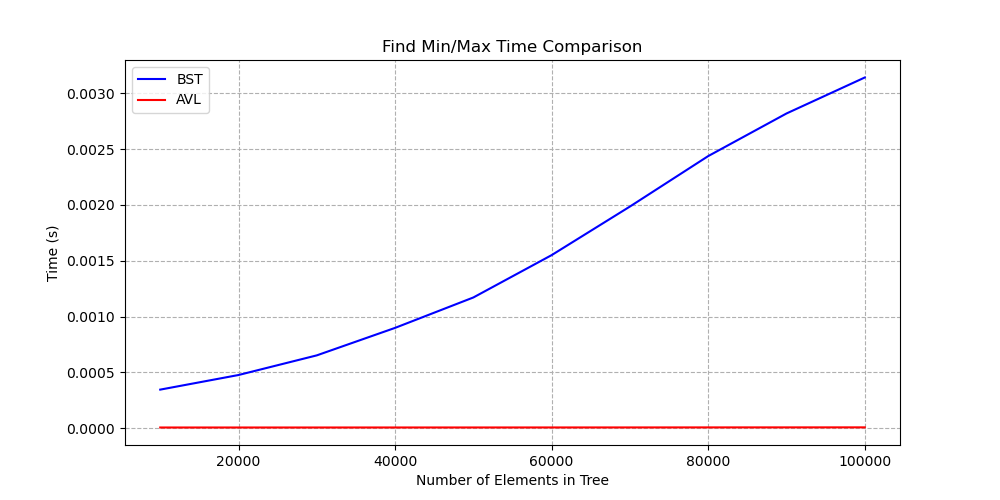 Find Min/Max Time Comparison
BST
AVL
Time (s)
0.0030
0.0025
0.0020
0.0015
0.0010
0.0005
0.0000
20000 40000 60000 80000 100000
Number of Elements in Tree